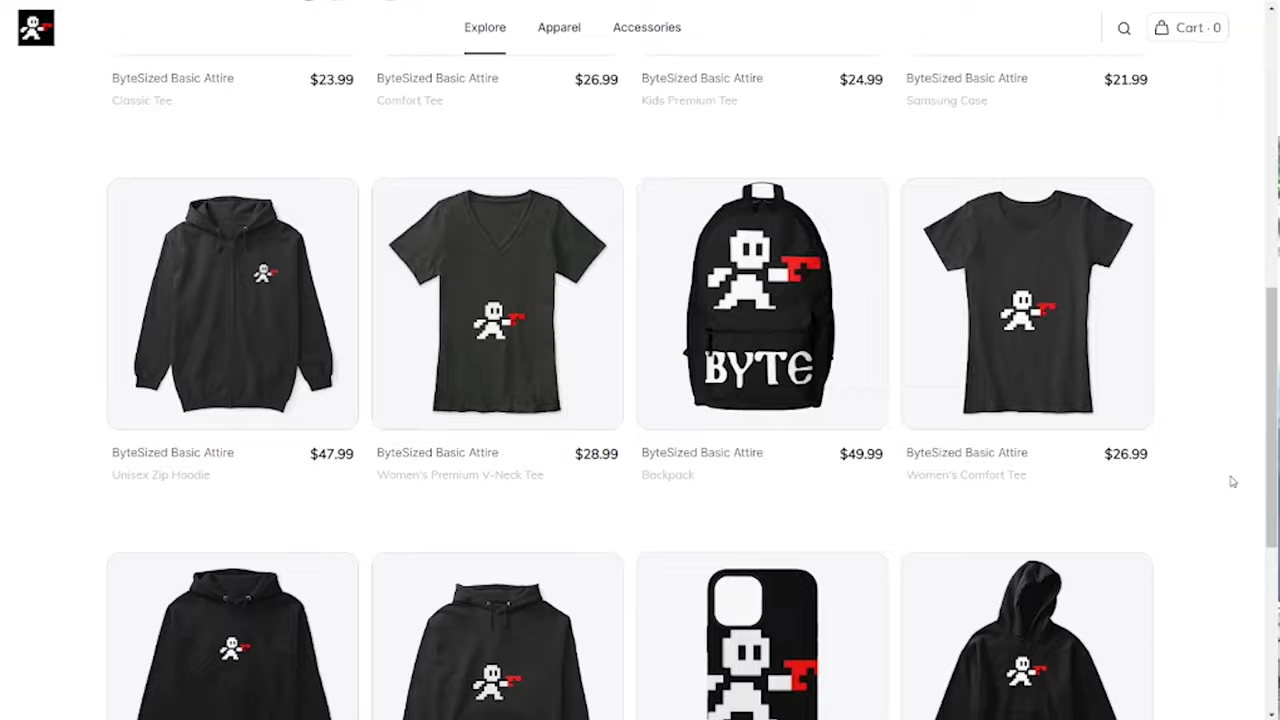 Explore Apparel Accessories Cart · 0
ByteSized Basic Attire $23.99 ByteSized Basic Attire $26.99 ByteSized Basic Attire $24.99 ByteSized Basic Attire $21.99
Classic Tee Comfort Tee Kids Premium Tee Samsung Case
BYTE
ByteSized Basic Attire $47.99 ByteSized Basic Attire $28.99 ByteSized Basic Attire $49.99 ByteSized Basic Attire $26.99
Unisex Zip Hoodie Women's Premium V-Neck Tee Backpack Women's Comfort Tee